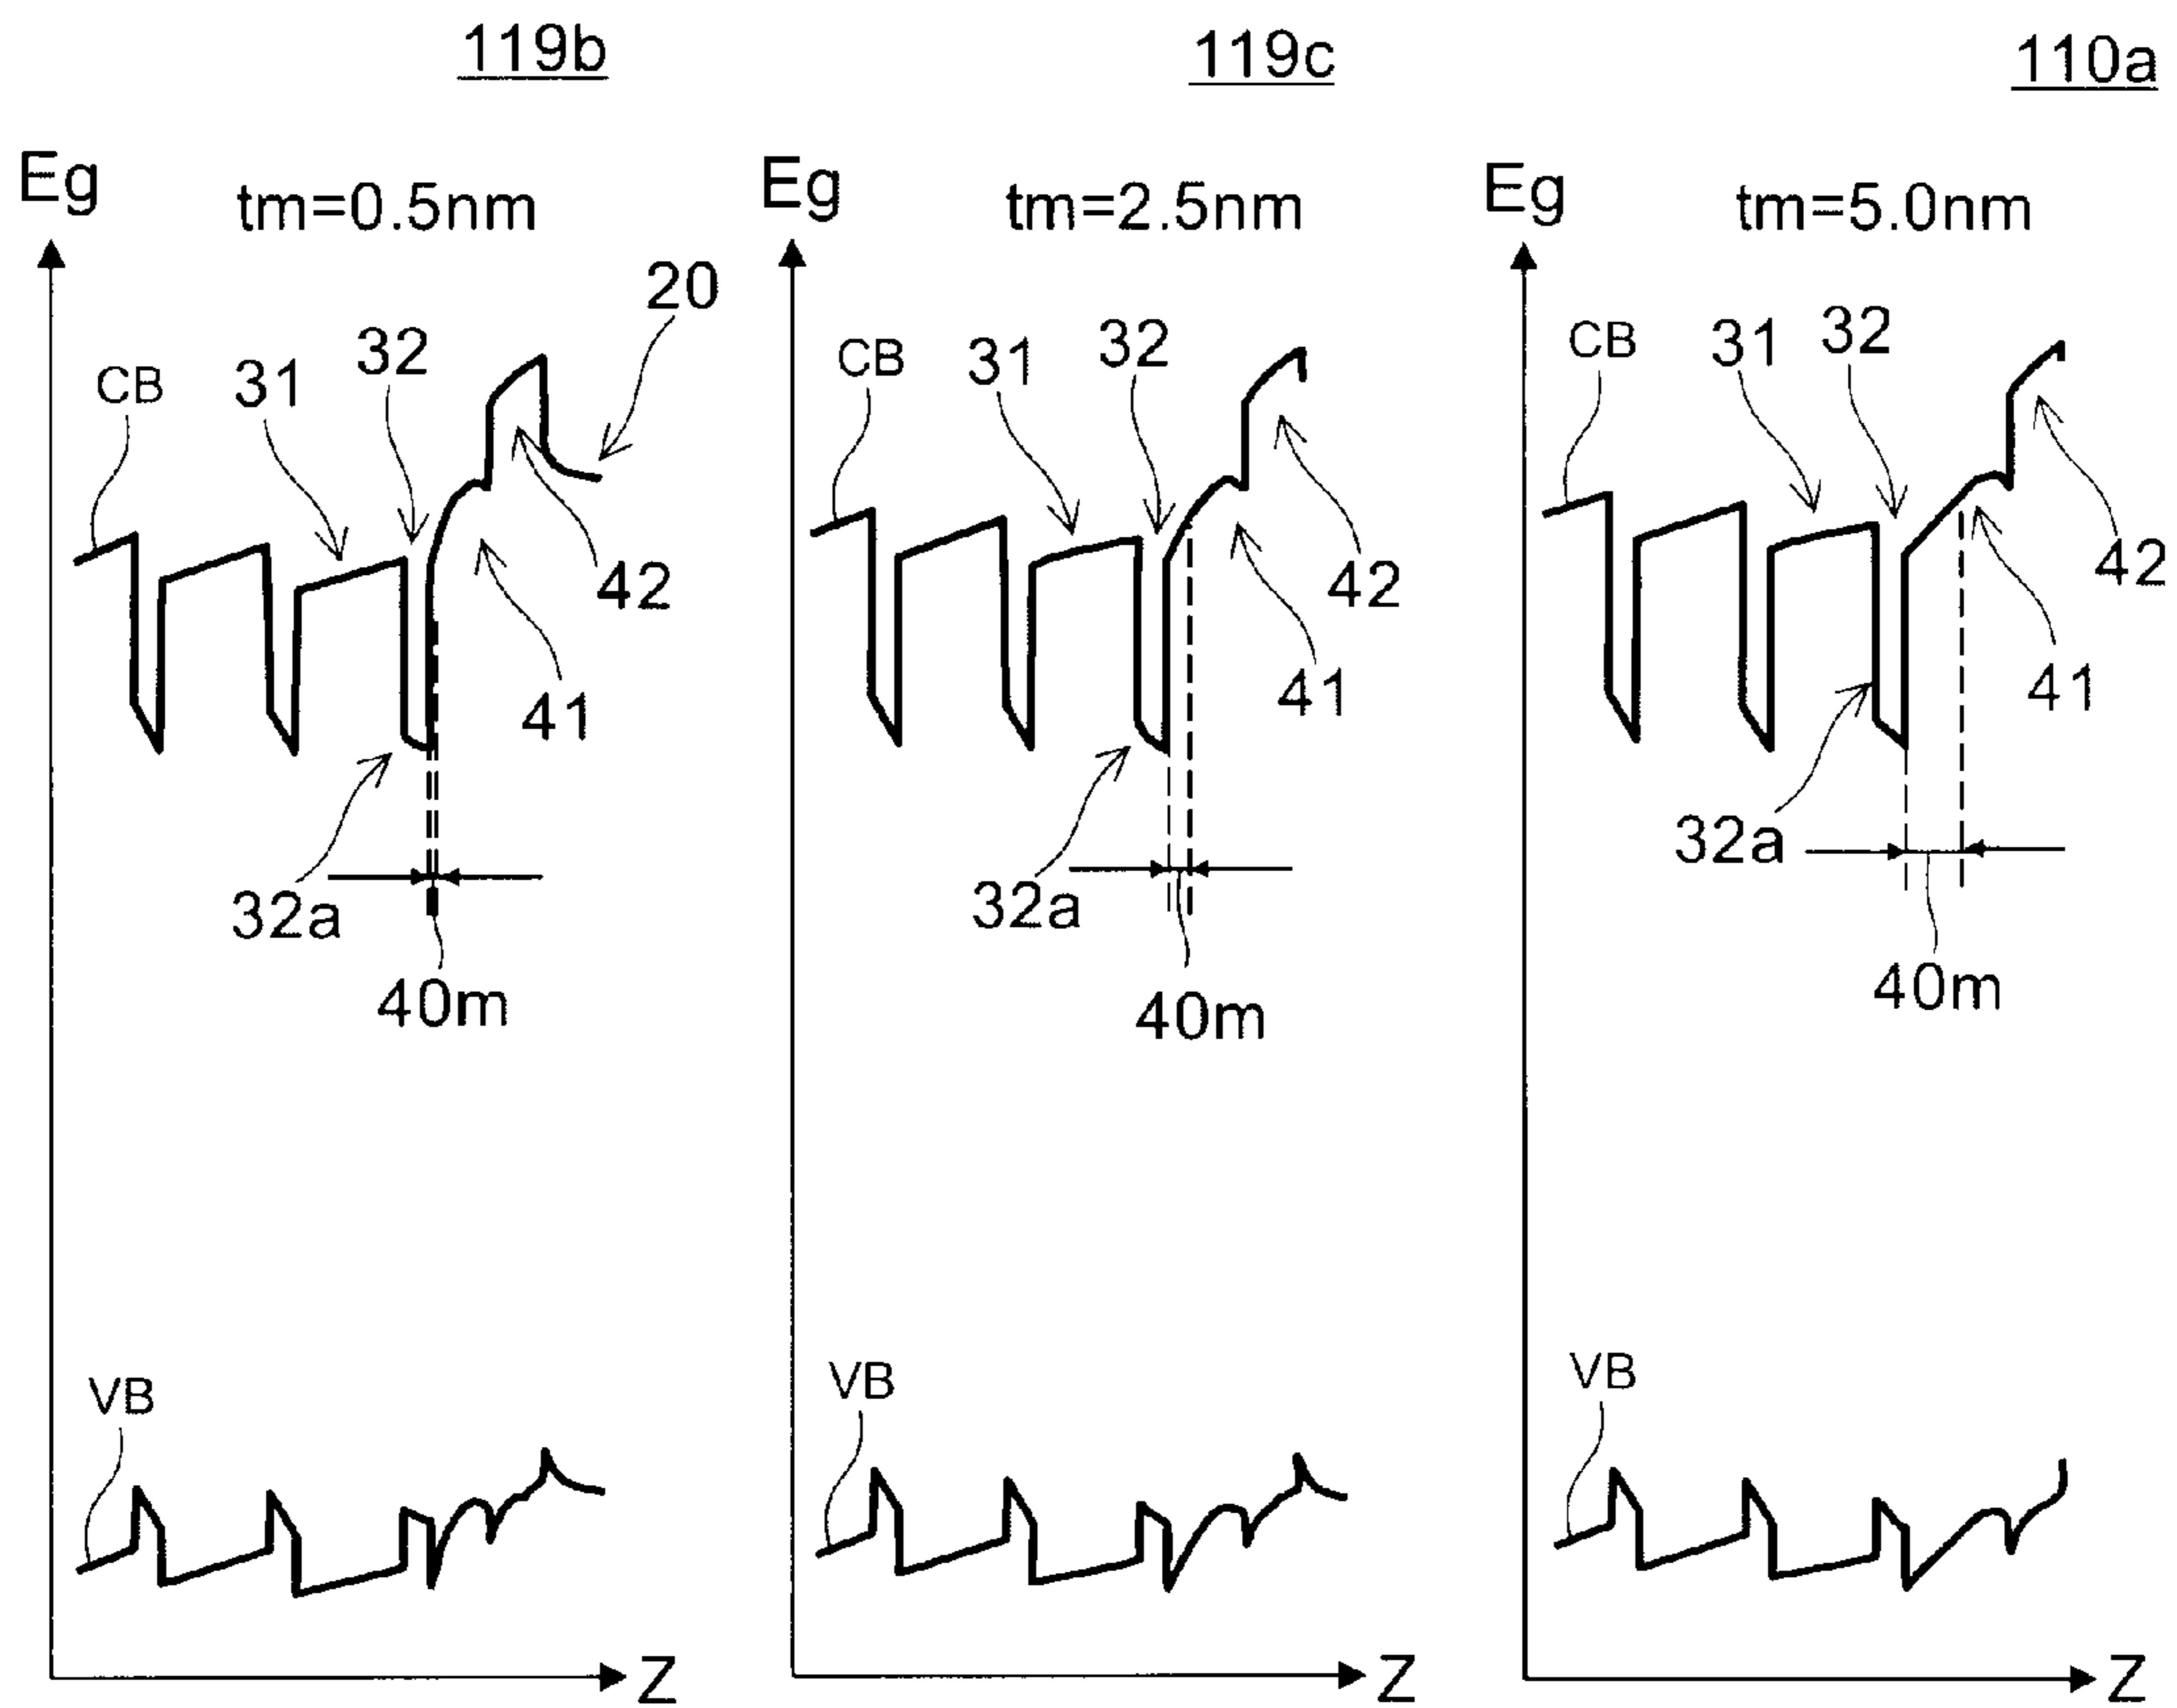 119b
Eg
tm=0.5nm
20
32
31
CB
42
41
32a
40m
VB
Z
119c
Eg
tm=2.5nm
32
31
CB
42
41
32a
40m
VB
Z
110a
Eg
tm=5.0nm
32
31
CB
42
41
32a
40m
VB
Z